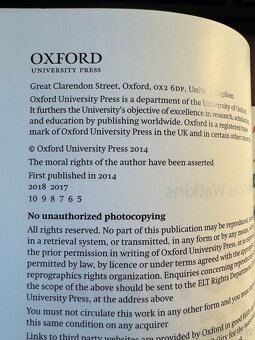 OXFORD
UNIVERSITY PRESS
Great Clarendon Street, Oxford, OX2 6DP, United Kingdom
Oxford University Press is a department of the University of Oxford.
It furthers the University's objective of excellence in research, scholarship,
and education by publishing worldwide. Oxford is a registered trade
mark of Oxford University Press in the UK and in certain other
© Oxford University Press 2014
The moral rights of the author have been asserted
First published in 2014
2018 2017
10 9 8 7 6 5
No unauthorized photocopying
All rights reserved. No part of this publication may be reproduced,
in a retrieval system, or transmitted, in any form or by any means,
the prior permission in writing of Oxford University Press, or as
permitted by law, by licence or under terms agreed with the
reprographics rights organization. Enquiries concerning
the scope of the above should be sent to the ELT Rights
University Press, at the address above
You must not circulate this work in any other form and you must
this same condition on any acquirer
Links to third party websites are provided by Oxford in good faith